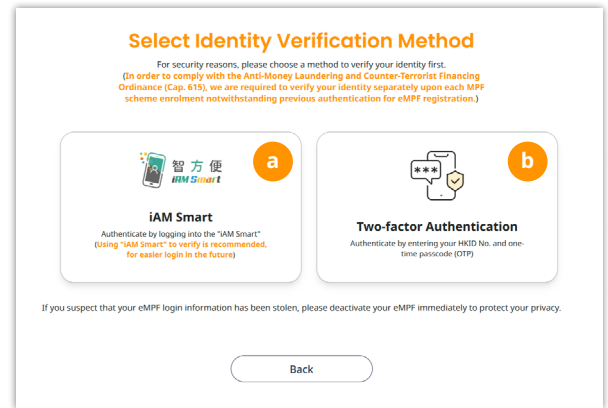 Select Identity Verification Method
For security reasons, please choose a method to verify your identity first.
(In order to comply with the Anti-Money Laundering and Counter-Terrorist Financing
Ordinance (Cap. 615), we are required to verify your identity separately upon each MPF
scheme enrolment notwithstanding previous authentication for eMPF registration.)
a
智方便
iAM Smart
iAM Smart
Authenticate by logging into the "iAM Smart"
(Using "iAM Smart" to verify is recommended,
for easier login in the future)
b
***
Two-factor Authentication
Authenticate by entering your HKID No. and one-
time passcode (OTP)
If you suspect that your eMPF login information has been stolen, please deactivate your eMPF immediately to protect your privacy.
Back